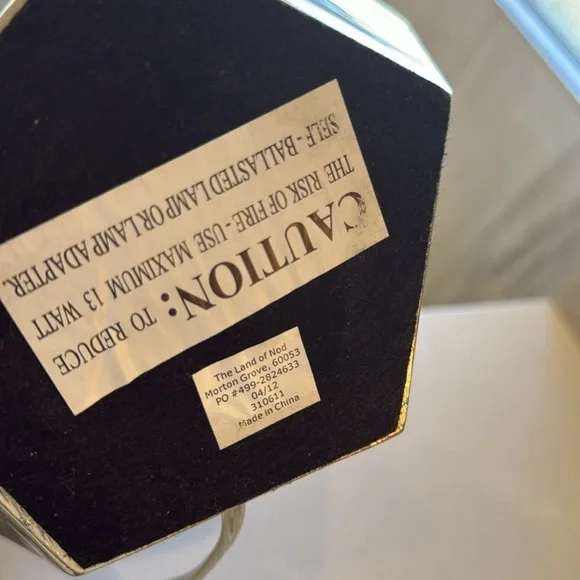 CAUTION: TO REDUCE
THE RISK OF FIRE - USE MAXIMUM 13 WATT
SELF - BALLASTED LAMP OR LAMP ADAPTER.
The Land of Nod
Morton Grove, 60053
PO #499-2824633
04/12
310611
Made in China